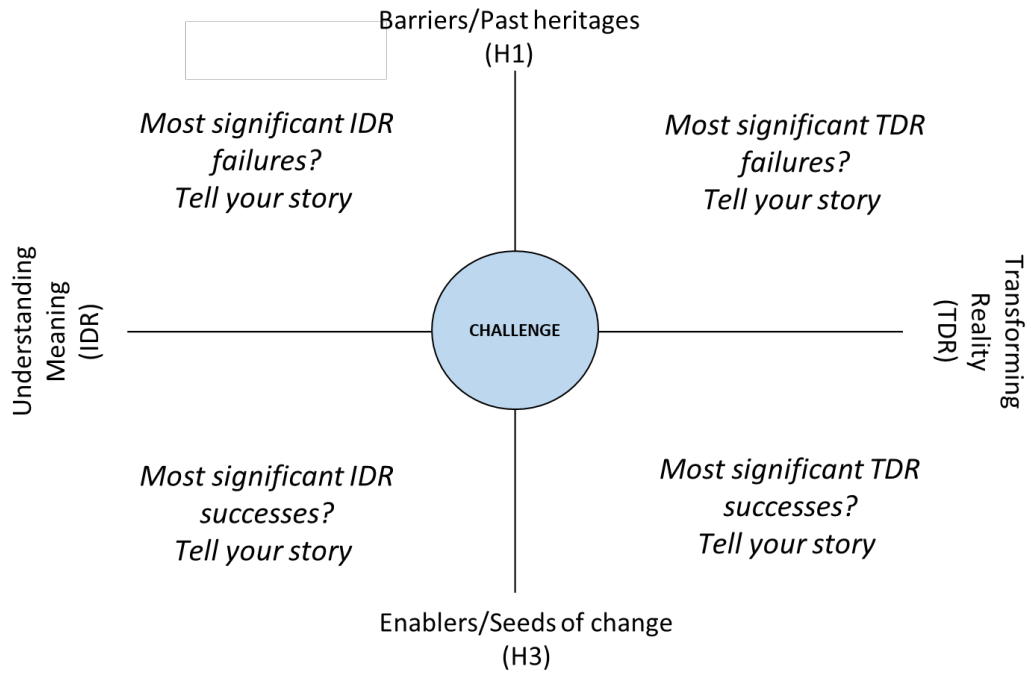 Barriers/Past heritages
(H1)
Most significant IDR
failures?
Tell your story
Most significant TDR
failures?
Tell your story
Understanding
Meaning
(IDR)
CHALLENGE
Transforming
Reality
(TDR)
Most significant IDR
successes?
Tell your story
Most significant TDR
successes?
Tell your story
Enablers/Seeds of change
(H3)